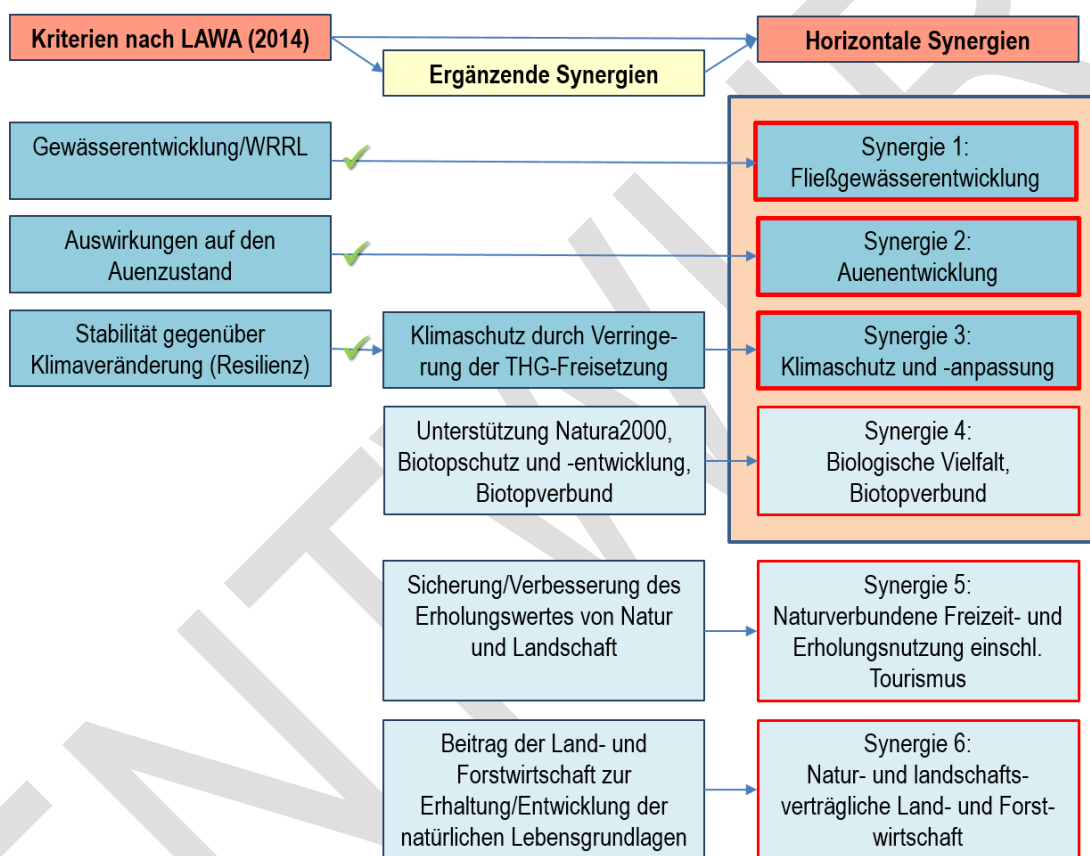 Kriterien nach LAWA (2014)
Ergänzende Synergien
Horizontale Synergien
Gewässerentwicklung/WRRL
Synergie 1:
Fließgewässerentwicklung
Auswirkungen auf den
Auenzustand
Synergie 2:
Auenentwicklung
Stabilität gegenüber
Klimaveränderung (Resilienz)
Klimaschutz durch Verringe-
rung der THG-Freisetzung
Synergie 3:
Klimaschutz und -anpassung
Unterstützung Natura2000,
Biotopschutz und -entwicklung,
Biotopverbund
Synergie 4:
Biologische Vielfalt,
Biotopverbund
Sicherung/Verbesserung des
Erholungswertes von Natur
und Landschaft
Synergie 5:
Naturverbundene Freizeit- und
Erholungsnutzung einschl.
Tourismus
Beitrag der Land- und
Forstwirtschaft zur
Erhaltung/Entwicklung der
natürlichen Lebensgrundlagen
Synergie 6:
Natur- und landschafts-
verträgliche Land- und Forst-
wirtschaft